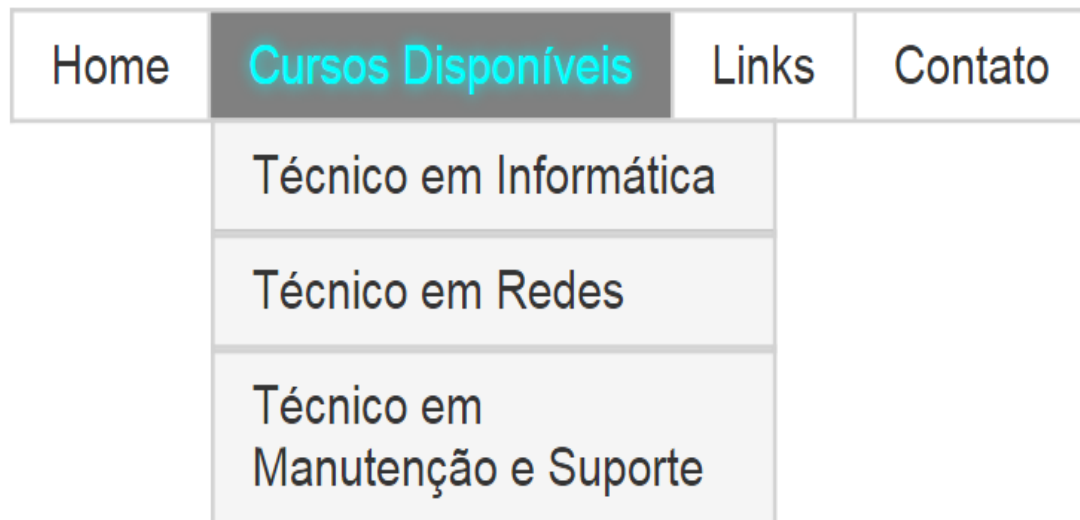 Home Cursos Disponíveis Links Contato
Técnico em Informática
Técnico em Redes
Técnico em
Manutenção e Suporte